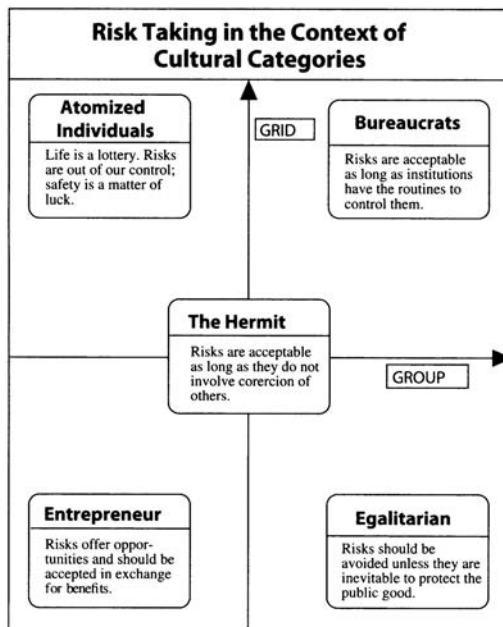 Risk Taking in the Context of
Cultural Categories
Atomized
Individuals
Life is a lottery. Risks
are out of our control;
safety is a matter of
luck.
GRID
Bureaucrats
Risks are acceptable
as long as institutions
have the routines to
control them.
The Hermit
Risks are acceptable
as long as they do not
involve corercion of
others.
GROUP
Entrepreneur
Risks offer oppor-
tunities and should be
accepted in exchange
for benefits.
Egalitarian
Risks should be
avoided unless they are
inevitable to protect the
public good.